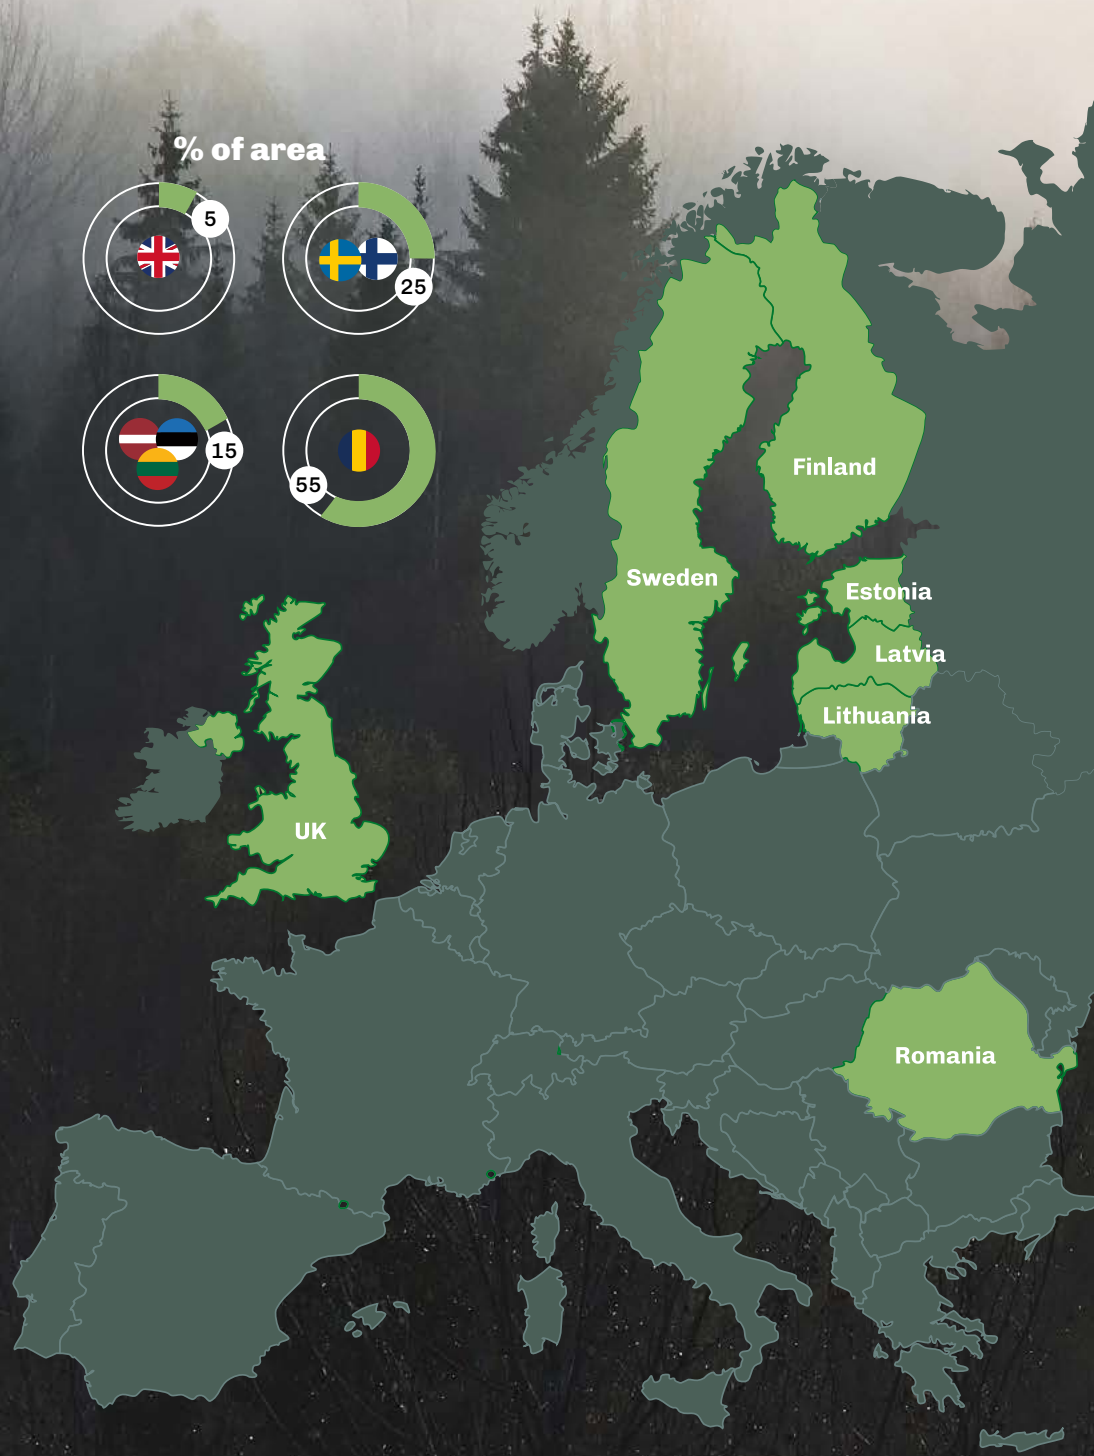 % of area
5
25
15
55
Finland
Sweden
Estonia
Latvia
Lithuania
UK
Romania